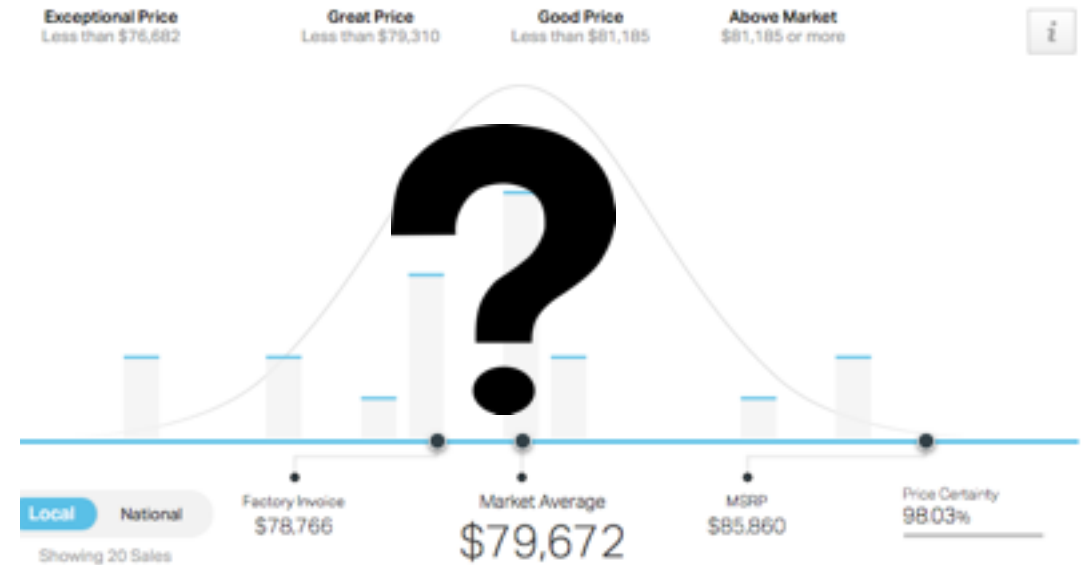 Exceptional Price
Less than $76,682
Great Price
Less than $79,310
Good Price
Less than $81,185
Above Market
$81,185 or more
i
?
Factory Invoice
$78,766
Market Average
$79,672
MSRP
$85,860
Price Certainty
98.03%
Local
National
Showing 20 Sales